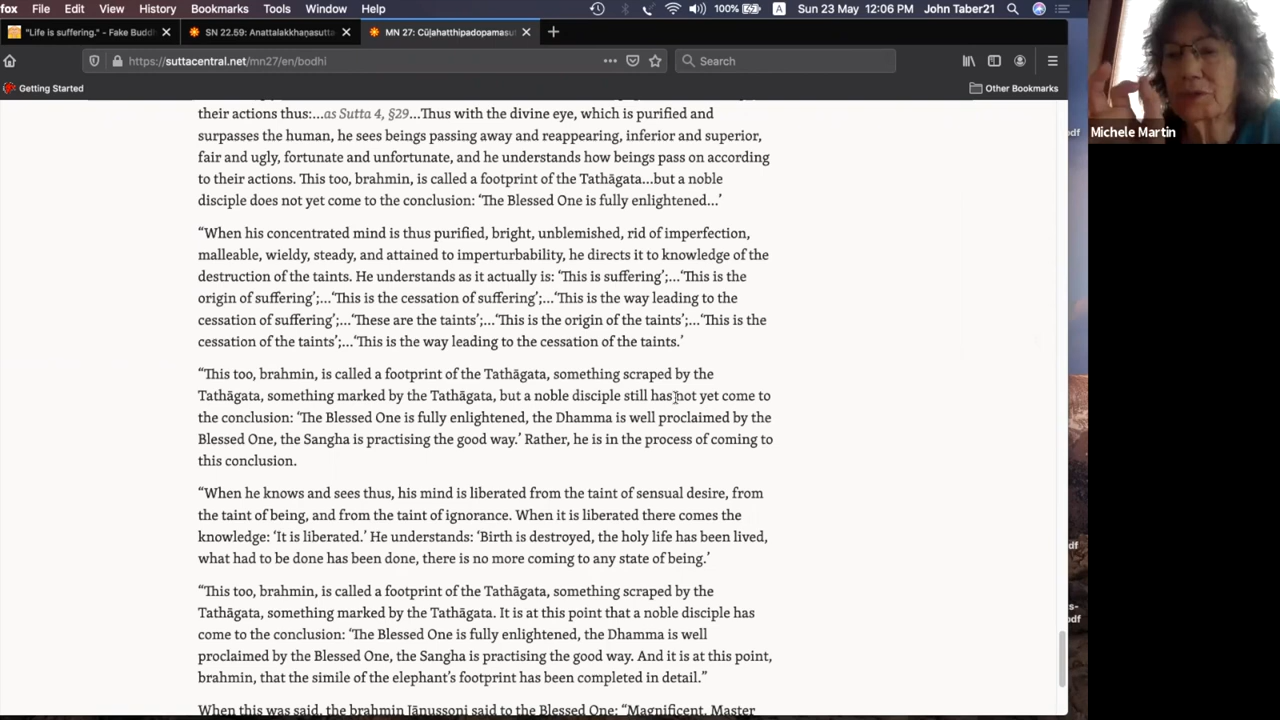 fox File Edit View History Bookmarks Tools Window Help 100% A Sun 23 May 12:06 PM John Taber21
"Life is suffering." - Fake Buddh × SN 22.59: Anattalakkhaṇasutta × MN 27: Cūḷahatthipadopamasut × +
https://suttacentral.net/mn27/en/bodhi Search
Getting Started Other Bookmarks
their actions thus:…as Sutta 4, §29…Thus with the divine eye, which is purified and
surpasses the human, he sees beings passing away and reappearing, inferior and superior,
fair and ugly, fortunate and unfortunate, and he understands how beings pass on according
to their actions. This too, brahmin, is called a footprint of the Tathāgata…but a noble
disciple does not yet come to the conclusion: ‘The Blessed One is fully enlightened…’
“When his concentrated mind is thus purified, bright, unblemished, rid of imperfection,
malleable, wieldy, steady, and attained to imperturbability, he directs it to knowledge of the
destruction of the taints. He understands as it actually is: ‘This is suffering’;…‘This is the
origin of suffering’;…‘This is the cessation of suffering’;…‘This is the way leading to the
cessation of suffering’;…‘These are the taints’;…‘This is the origin of the taints’;…‘This is the
cessation of the taints’;…‘This is the way leading to the cessation of the taints.’
“This too, brahmin, is called a footprint of the Tathāgata, something scraped by the
Tathāgata, something marked by the Tathāgata, but a noble disciple still has not yet come to
the conclusion: ‘The Blessed One is fully enlightened, the Dhamma is well proclaimed by the
Blessed One, the Sangha is practising the good way.’ Rather, he is in the process of coming to
this conclusion.
“When he knows and sees thus, his mind is liberated from the taint of sensual desire, from
the taint of being, and from the taint of ignorance. When it is liberated there comes the
knowledge: ‘It is liberated.’ He understands: ‘Birth is destroyed, the holy life has been lived,
what had to be done has been done, there is no more coming to any state of being.’
“This too, brahmin, is called a footprint of the Tathāgata, something scraped by the
Tathāgata, something marked by the Tathāgata. It is at this point that a noble disciple has
come to the conclusion: ‘The Blessed One is fully enlightened, the Dhamma is well
proclaimed by the Blessed One, the Sangha is practising the good way. And it is at this point,
brahmin, that the simile of the elephant’s footprint has been completed in detail.”
When this was said, the brahmin Jāṇussoṇi said to the Blessed One: “Magnificent, Master
Michele Martin
df
df
s-
df